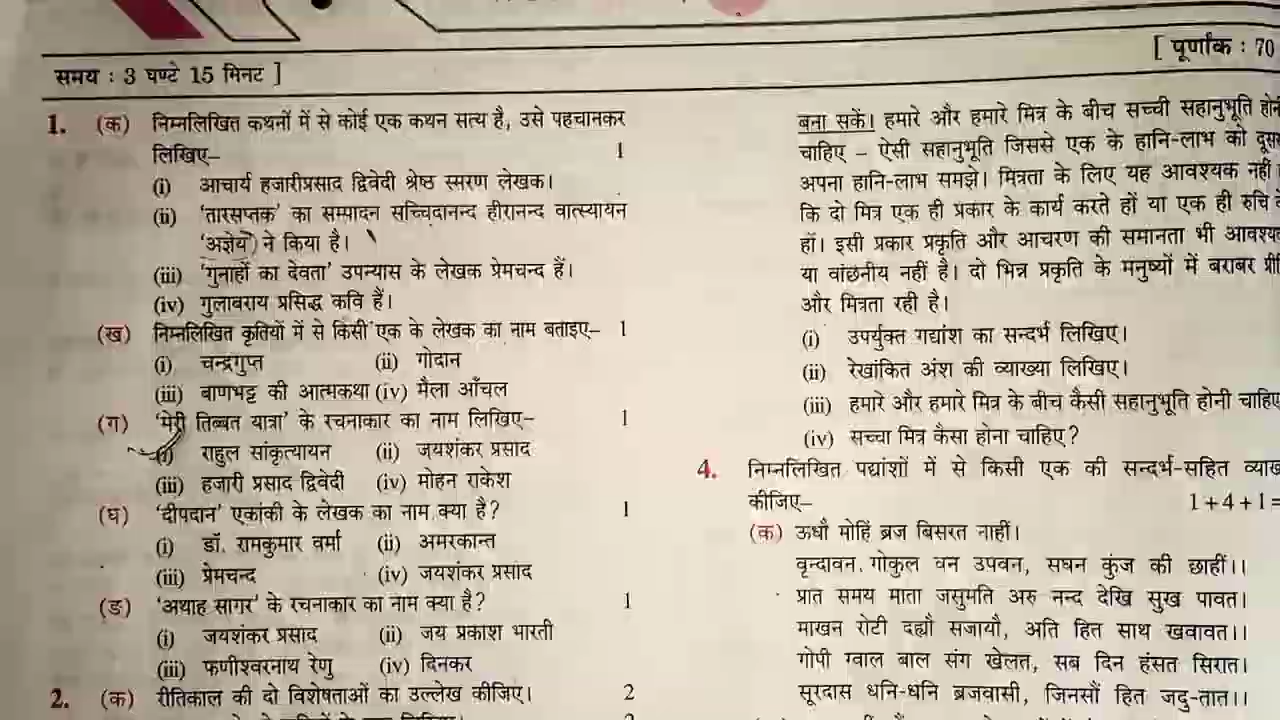 [ पूर्णांक : 70
समय : 3 घण्टे 15 मिनट ]
1. (क) निम्नलिखित कथनों में से कोई एक कथन सत्य है, उसे पहचानकर
लिखिए– 1
(i) आचार्य हजारीप्रसाद द्विवेदी श्रेष्ठ स्मरण लेखक।
(ii) 'तारसप्तक' का सम्पादन सच्चिदानन्द हीरानन्द वात्स्यायन
'अज्ञेय' ने किया है।
(iii) 'गुनाहों का देवता' उपन्यास के लेखक प्रेमचन्द हैं।
(iv) गुलाबराय प्रसिद्ध कवि हैं।
(ख) निम्नलिखित कृतियों में से किसी एक के लेखक का नाम बताइए– 1
(i) चन्द्रगुप्त (ii) गोदान
(iii) बाणभट्ट की आत्मकथा (iv) मैला आँचल
(ग) 'मेरी तिब्बत यात्रा' के रचनाकार का नाम लिखिए– 1
(i) राहुल सांकृत्यायन (ii) जयशंकर प्रसाद
(iii) हजारी प्रसाद द्विवेदी (iv) मोहन राकेश
(घ) 'दीपदान' एकांकी के लेखक का नाम क्या है? 1
(i) डॉ. रामकुमार वर्मा (ii) अमरकान्त
(iii) प्रेमचन्द (iv) जयशंकर प्रसाद
(ङ) 'अथाह सागर' के रचनाकार का नाम क्या है? 1
(i) जयशंकर प्रसाद (ii) जय प्रकाश भारती
(iii) फणीश्वरनाथ रेणु (iv) दिनकर
2. (क) रीतिकाल की दो विशेषताओं का उल्लेख कीजिए। 2
बना सकें। हमारे और हमारे मित्र के बीच सच्ची सहानुभूति
चाहिए – ऐसी सहानुभूति जिससे एक के हानि-लाभ को
अपना हानि-लाभ समझे। मित्रता के लिए यह आवश्यक नहीं
कि दो मित्र एक ही प्रकार के कार्य करते हों या एक ही रुचि
हों। इसी प्रकार प्रकृति और आचरण की समानता भी
या वांछनीय नहीं है। दो भिन्न प्रकृति के मनुष्यों में बराबर
और मित्रता रही है।
(i) उपर्युक्त गद्यांश का सन्दर्भ लिखिए।
(ii) रेखांकित अंश की व्याख्या लिखिए।
(iii) हमारे और हमारे मित्र के बीच कैसी सहानुभूति होनी चाहिए
(iv) सच्चा मित्र कैसा होना चाहिए?
4. निम्नलिखित पद्यांशों में से किसी एक की सन्दर्भ-सहित
कीजिए– 1+4+1=
(क) ऊधौ मोहिं ब्रज बिसरत नाहीं।
वृन्दावन गोकुल वन उपवन, सघन कुंज की छाहीं।।
प्रात समय माता जसुमति अरु नन्द देखि सुख पावत।
माखन रोटी दह्यौ सजायौ, अति हित साथ खवावत।।
गोपी ग्वाल बाल संग खेलत, सब दिन हंसत सिरात।
सूरदास धनि-धनि ब्रजवासी, जिनसौं हित जदु-तात।।